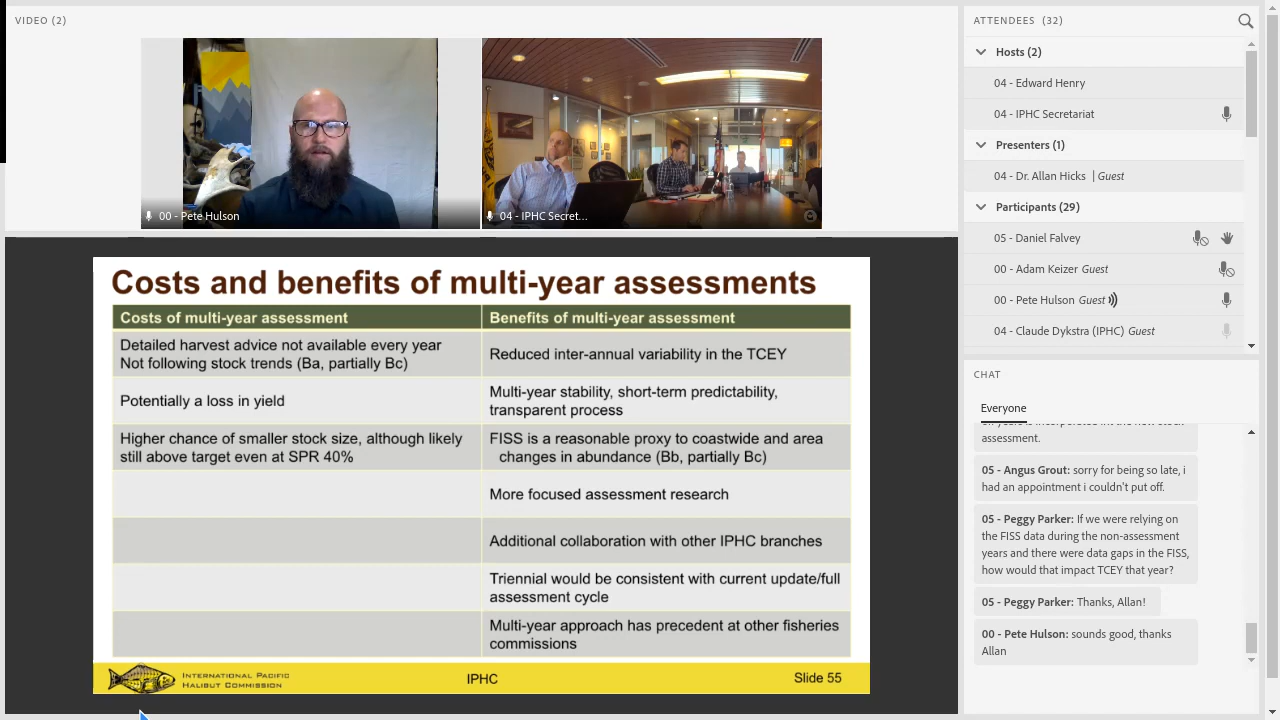 VIDEO (2)
00 - Pete Hulson
04 - IPHC Secret...
Costs and benefits of multi-year assessments
Costs of multi-year assessment
Benefits of multi-year assessment
Detailed harvest advice not available every year
Not following stock trends (Ba, partially Bc)
Reduced inter-annual variability in the TCEY
Potentially a loss in yield
Multi-year stability, short-term predictability,
transparent process
Higher chance of smaller stock size, although likely
still above target even at SPR 40%
FISS is a reasonable proxy to coastwide and area
changes in abundance (Bb, partially Bc)
More focused assessment research
Additional collaboration with other IPHC branches
Triennial would be consistent with current update/full
assessment cycle
Multi-year approach has precedent at other fisheries
commissions
INTERNATIONAL PACIFIC
HALIBUT COMMISSION
IPHC
Slide 55
ATTENDEES (32)
Hosts (2)
04 - Edward Henry
04 - IPHC Secretariat
Presenters (1)
04 - Dr. Allan Hicks | Guest
Participants (29)
05 - Daniel Falvey
00 - Adam Keizer Guest
00 - Pete Hulson Guest
04 - Claude Dykstra (IPHC) Guest
CHAT
Everyone
assessment.
05 - Angus Grout: sorry for being so late, i
had an appointment i couldn't put off.
05 - Peggy Parker: If we were relying on
the FISS data during the non-assessment
years and there were data gaps in the FISS,
how would that impact TCEY that year?
05 - Peggy Parker: Thanks, Allan!
00 - Pete Hulson: sounds good, thanks
Allan